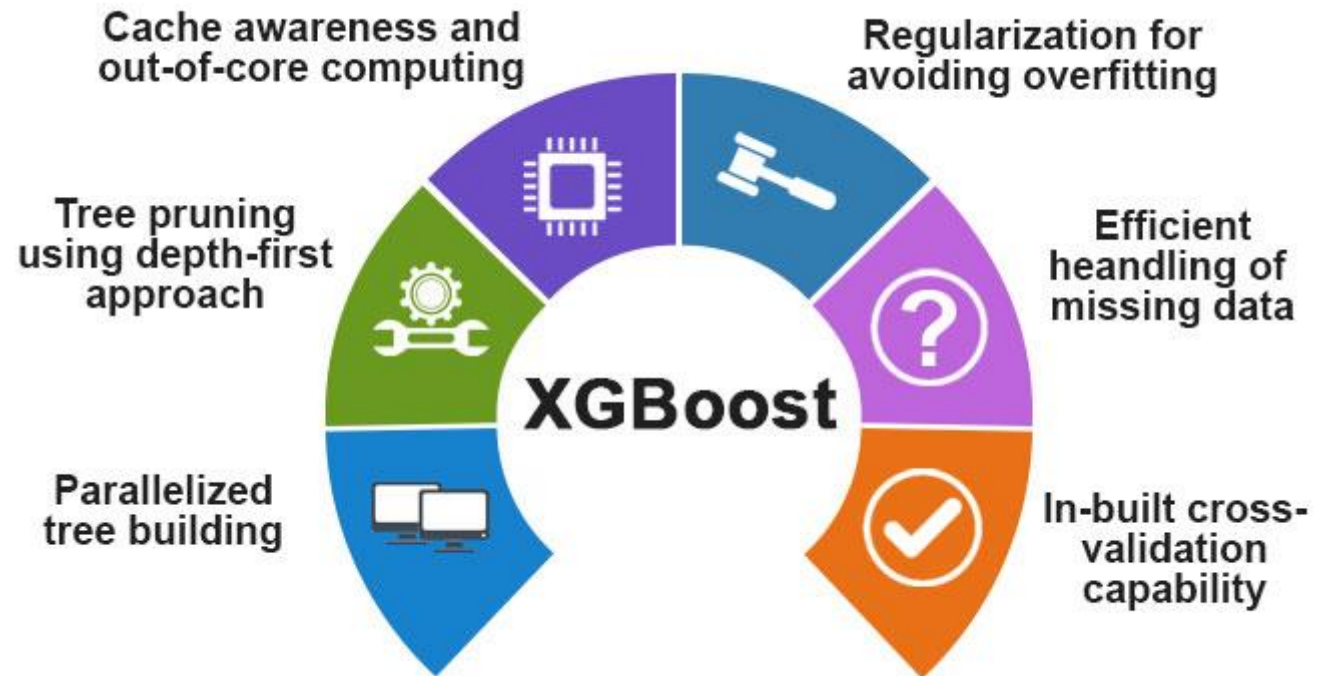 Cache awareness and
out-of-core computing
Regularization for
avoiding overfitting
Tree pruning
using depth-first
approach
Efficient
heandling of
missing data
XGBoost
Parallelized
tree building
In-built cross-
validation
capability